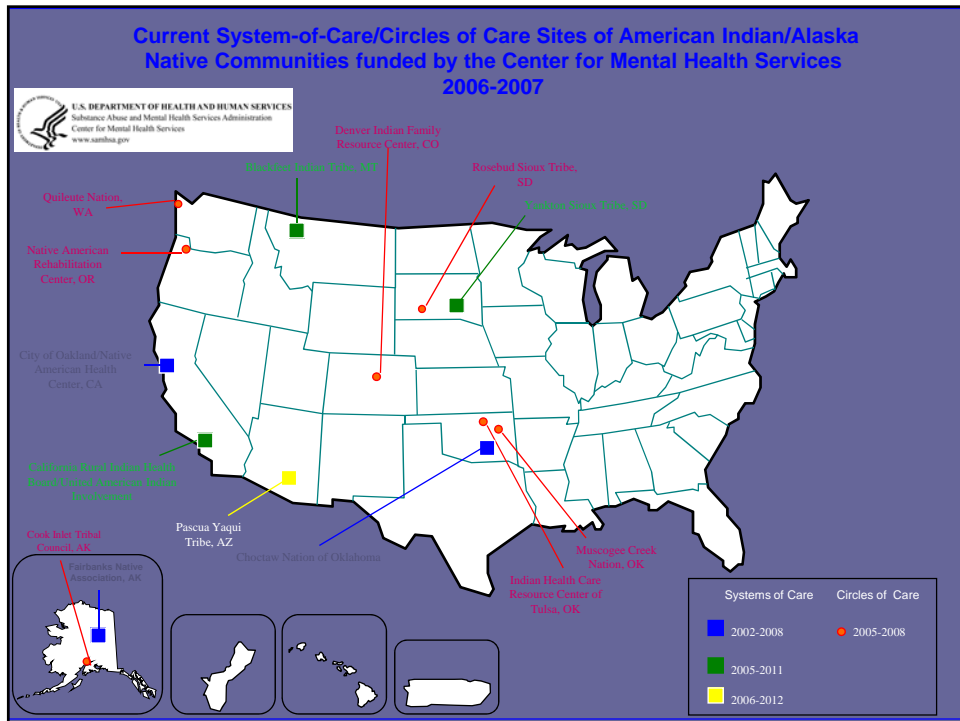 Current System-of-Care/Circles of Care Sites of American Indian/Alaska
Native Communities funded by the Center for Mental Health Services
2006-2007
U.S. DEPARTMENT OF HEALTH AND HUMAN SERVICES
Substance Abuse and Mental Health Services Administration
Center for Mental Health Services
www.samhsa.gov
Denver Indian Family
Resource Center, CO
Blackfeet Indian Tribe, MT
Rosebud Sioux Tribe,
SD
Quileute Nation,
WA
Yankton Sioux Tribe, SD
Native American
Rehabilitation
Center, OR
City of Oakland/Native
American Health
Center, CA
California Rural Indian Health
Board/United American Indian
Involvement
Pascua Yaqui
Tribe, AZ
Choctaw Nation of Oklahoma
Muscogee Creek
Nation, OK
Indian Health Care
Resource Center of
Tulsa, OK
Cook Inlet Tribal
Council, AK
Fairbanks Native
Association, AK
Systems of Care
Circles of Care
2002-2008
2005-2008
2005-2011
2006-2012